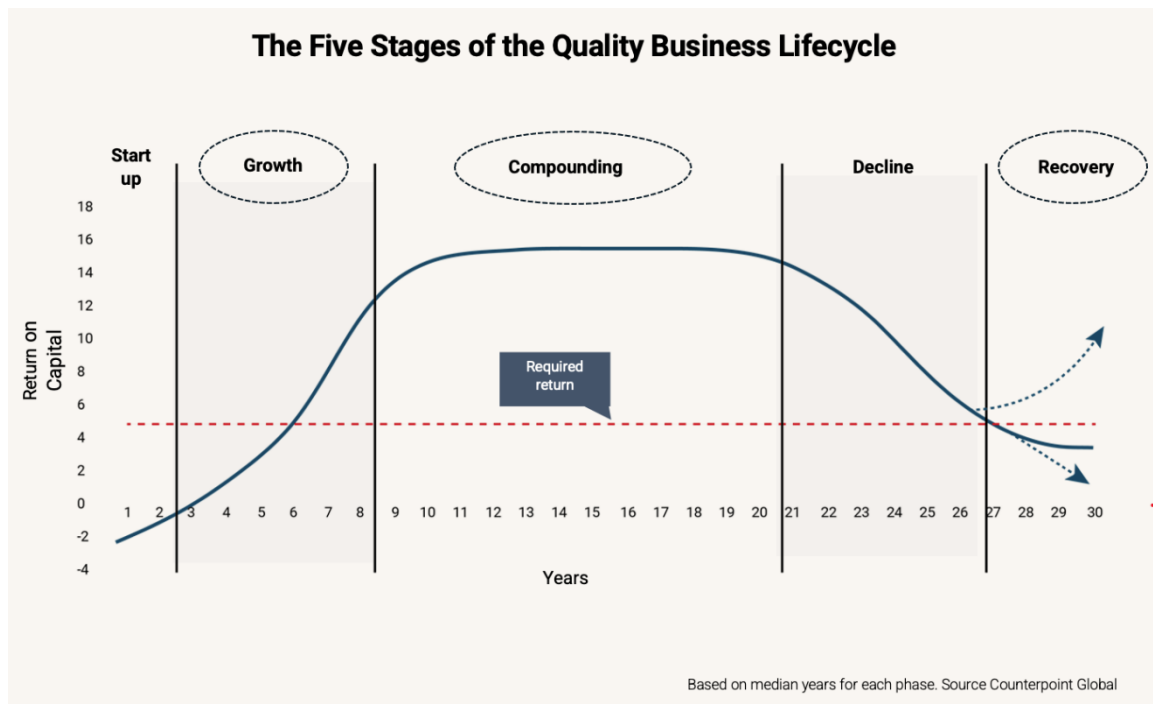 The Five Stages of the Quality Business Lifecycle
Start
up
Growth
Compounding
Decline
Recovery
18
16
14
12
10
8
6
4
2
0
-2
-4
Return on
Capital
Required
return
1 2 3 4 5 6 7 8 9 10 11 12 13 14 15 16 17 18 19 20 21 22 23 24 25 26 27 28 29 30
Years
Based on median years for each phase. Source Counterpoint Global